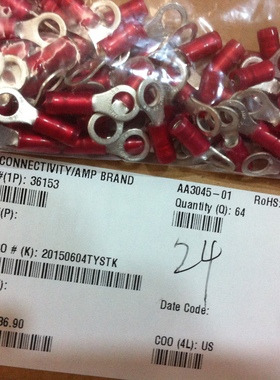 CONNECTIVITY/AMP BRAND
#(1P): 36153
AA3045-01
RoHS
Quantity (Q): 64
(P):
24
O # (K): 20150604TYSTK
Date Code:
):
36.90
COO (4L): US